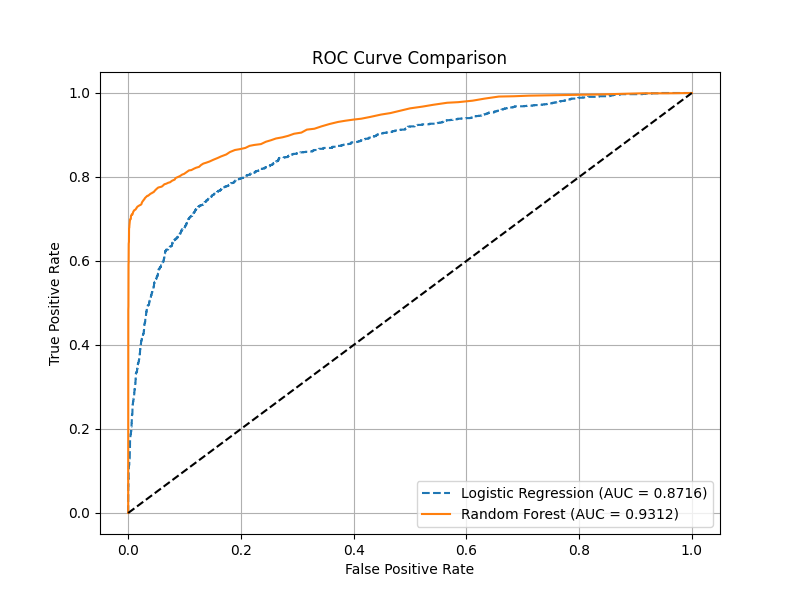 ROC Curve Comparison
1.0
0.8
0.6
0.4
0.2
0.0
True Positive Rate
Logistic Regression (AUC = 0.8716)
Random Forest (AUC = 0.9312)
0.0 0.2 0.4 0.6 0.8 1.0
False Positive Rate